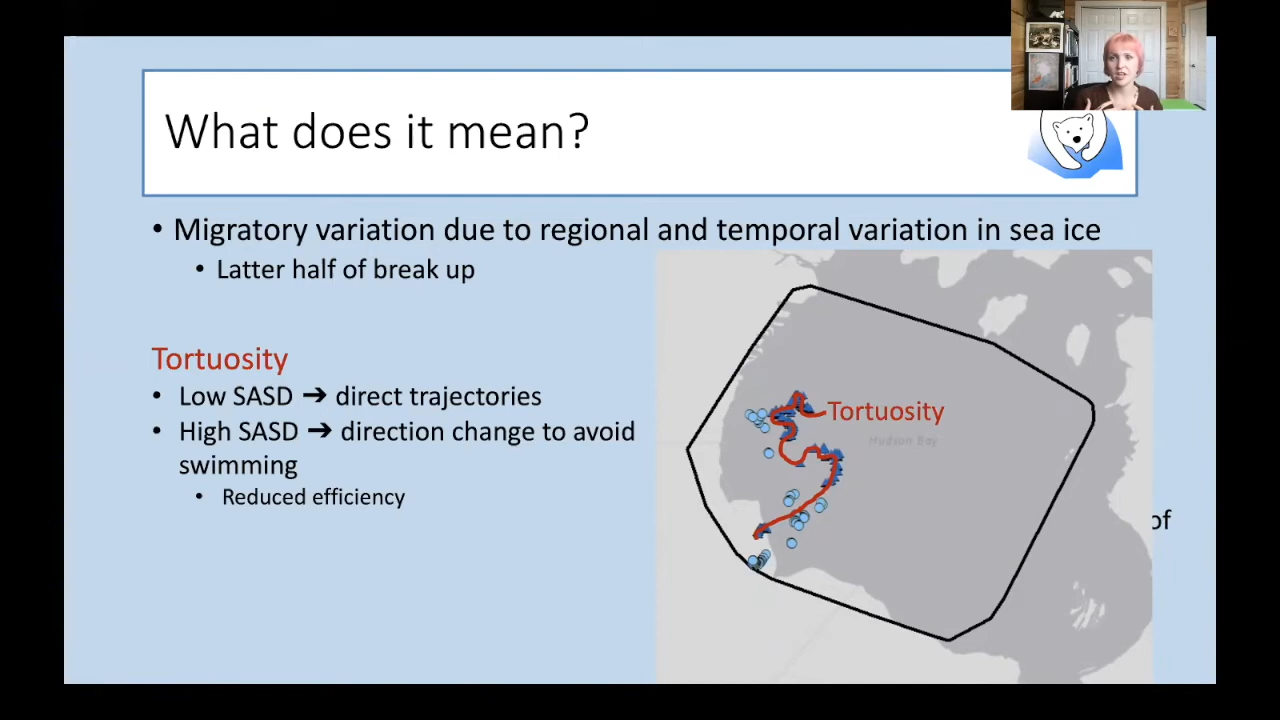 What does it mean?
• Migratory variation due to regional and temporal variation in sea ice
• Latter half of break up
Tortuosity
• Low SASD ➔ direct trajectories
• High SASD ➔ direction change to avoid
swimming
• Reduced efficiency
Tortuosity
Hudson Bay
of